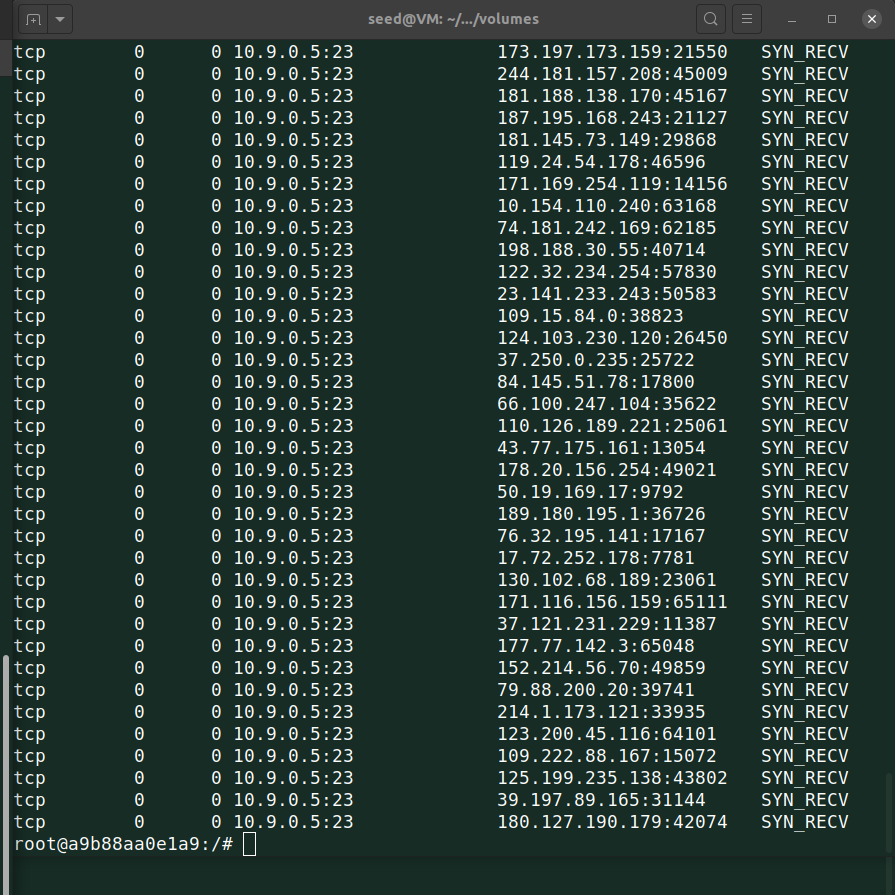 seed@VM: ~/.../volumes
tcp 0 0 10.9.0.5:23 173.197.173.159:21550 SYN_RECV
tcp 0 0 10.9.0.5:23 244.181.157.208:45009 SYN_RECV
tcp 0 0 10.9.0.5:23 181.188.138.170:45167 SYN_RECV
tcp 0 0 10.9.0.5:23 187.195.168.243:21127 SYN_RECV
tcp 0 0 10.9.0.5:23 181.145.73.149:29868 SYN_RECV
tcp 0 0 10.9.0.5:23 119.24.54.178:46596 SYN_RECV
tcp 0 0 10.9.0.5:23 171.169.254.119:14156 SYN_RECV
tcp 0 0 10.9.0.5:23 10.154.110.240:63168 SYN_RECV
tcp 0 0 10.9.0.5:23 74.181.242.169:62185 SYN_RECV
tcp 0 0 10.9.0.5:23 198.188.30.55:40714 SYN_RECV
tcp 0 0 10.9.0.5:23 122.32.234.254:57830 SYN_RECV
tcp 0 0 10.9.0.5:23 23.141.233.243:50583 SYN_RECV
tcp 0 0 10.9.0.5:23 109.15.84.0:38823 SYN_RECV
tcp 0 0 10.9.0.5:23 124.103.230.120:26450 SYN_RECV
tcp 0 0 10.9.0.5:23 37.250.0.235:25722 SYN_RECV
tcp 0 0 10.9.0.5:23 84.145.51.78:17800 SYN_RECV
tcp 0 0 10.9.0.5:23 66.100.247.104:35622 SYN_RECV
tcp 0 0 10.9.0.5:23 110.126.189.221:25061 SYN_RECV
tcp 0 0 10.9.0.5:23 43.77.175.161:13054 SYN_RECV
tcp 0 0 10.9.0.5:23 178.20.156.254:49021 SYN_RECV
tcp 0 0 10.9.0.5:23 50.19.169.17:9792 SYN_RECV
tcp 0 0 10.9.0.5:23 189.180.195.1:36726 SYN_RECV
tcp 0 0 10.9.0.5:23 76.32.195.141:17167 SYN_RECV
tcp 0 0 10.9.0.5:23 17.72.252.178:7781 SYN_RECV
tcp 0 0 10.9.0.5:23 130.102.68.189:23061 SYN_RECV
tcp 0 0 10.9.0.5:23 171.116.156.159:65111 SYN_RECV
tcp 0 0 10.9.0.5:23 37.121.231.229:11387 SYN_RECV
tcp 0 0 10.9.0.5:23 177.77.142.3:65048 SYN_RECV
tcp 0 0 10.9.0.5:23 152.214.56.70:49859 SYN_RECV
tcp 0 0 10.9.0.5:23 79.88.200.20:39741 SYN_RECV
tcp 0 0 10.9.0.5:23 214.1.173.121:33935 SYN_RECV
tcp 0 0 10.9.0.5:23 123.200.45.116:64101 SYN_RECV
tcp 0 0 10.9.0.5:23 109.222.88.167:15072 SYN_RECV
tcp 0 0 10.9.0.5:23 125.199.235.138:43802 SYN_RECV
tcp 0 0 10.9.0.5:23 39.197.89.165:31144 SYN_RECV
tcp 0 0 10.9.0.5:23 180.127.190.179:42074 SYN_RECV
root@a9b88aa0e1a9:/#